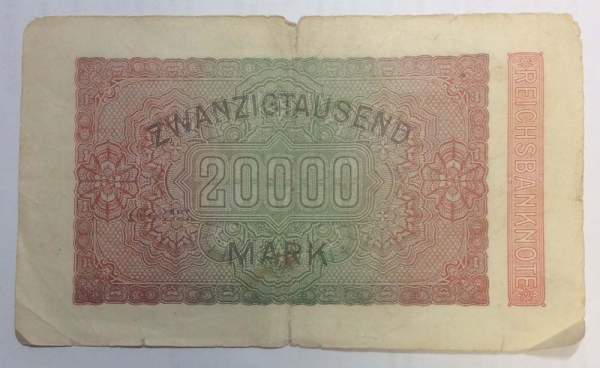 ZWANZIGTAUSEND
20000
MARK
REICHSBANKNOTE